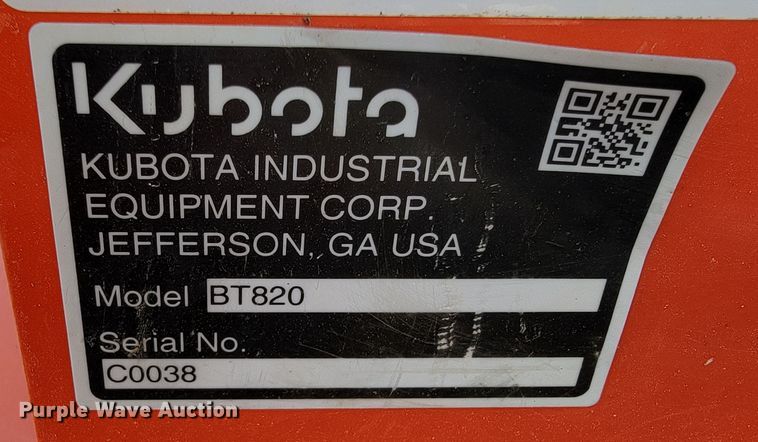 Kubota
KUBOTA INDUSTRIAL
EQUIPMENT CORP.
JEFFERSON, GA USA
Model BT820
Serial No.
C0038
Purple Wave Auction